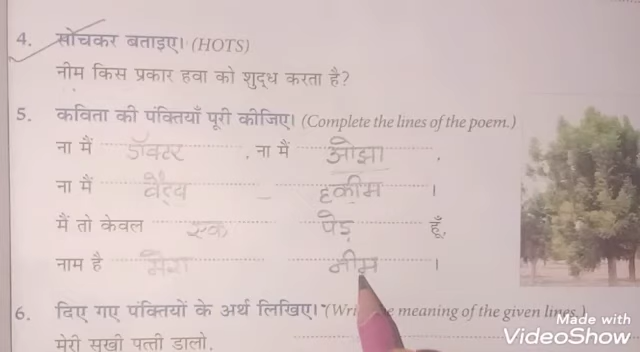 4. सोचकर बताइए। (HOTS)
नीम किस प्रकार हवा को शुद्ध करता है?
5. कविता की पंक्तियाँ पूरी कीजिए। (Complete the lines of the poem.)
ना मैं डॉक्टर, ना मैं ओझा,
ना मैं वैद्य - हकीम।
मैं तो केवल एक पेड़ हूँ,
नाम है मेरा नीम।
6. दिए गए पंक्तियों के अर्थ लिखिए। (Wri meaning of the given lines.)
मेरी सूखी पत्ती डालो,
Made with
VideoShow